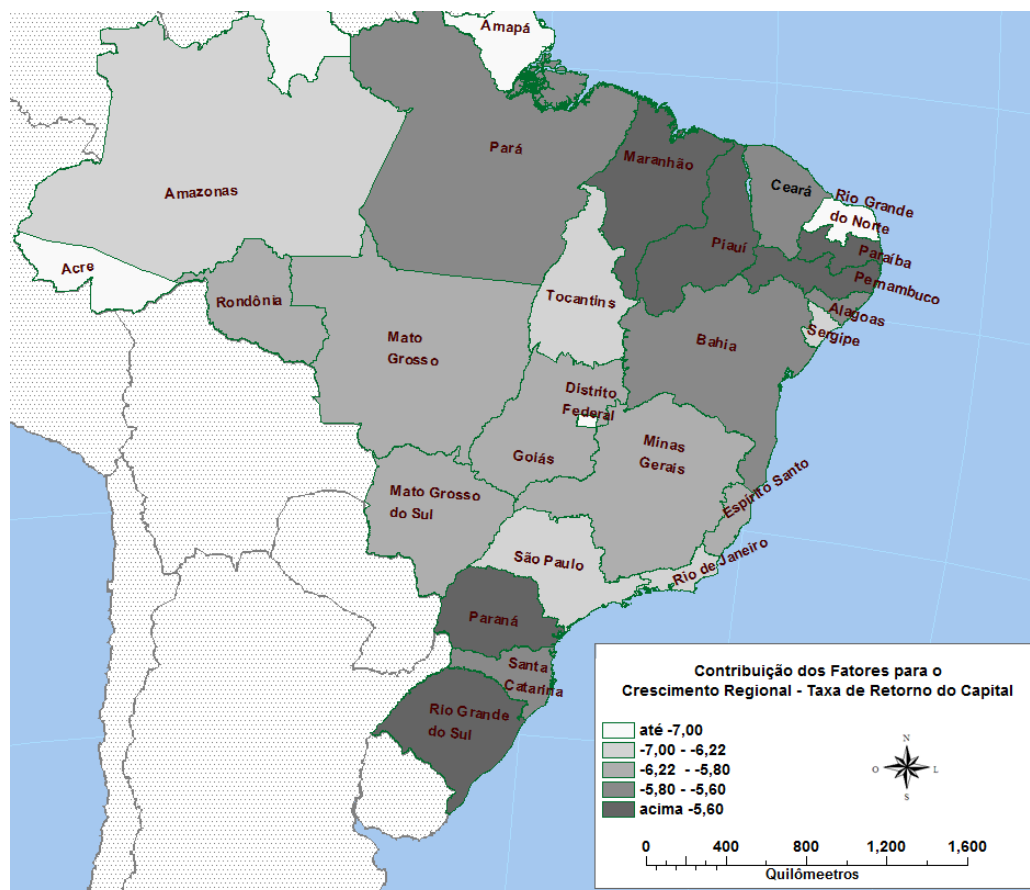 Amapá
Pará
Maranhão
Ceará
Rio Grande
do Norte
Amazonas
Piauí
Paraíba
Acre
Pernambuco
Rondônia
Tocantins
Alagoas
Sergipe
Bahia
Mato
Grosso
Distrito
Federal
Minas
Gerais
Goiás
Mato Grosso
do Sul
Espírito Santo
São Paulo
Rio de Janeiro
Paraná
Santa
Catarina
Rio Grande
do Sul
Contribuição dos Fatores para o
Crescimento Regional - Taxa de Retorno do Capital
até -7,00
-7,00 - -6,22
-6,22 - -5,80
-5,80 - -5,60
acima -5,60
N
O L
S
0 400 800 1,200 1,600
Quilômeetros